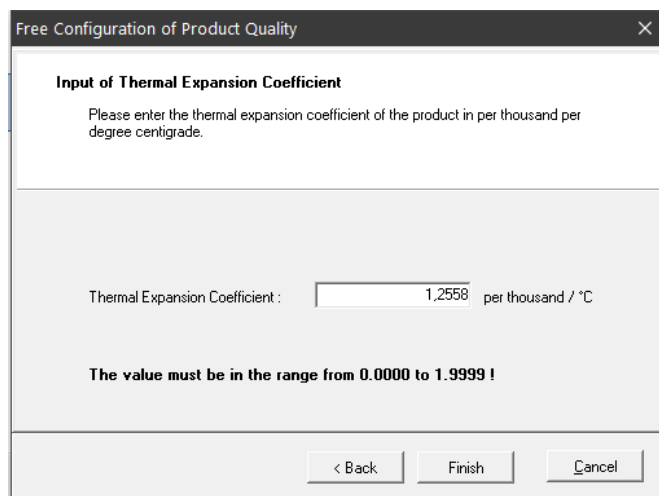 Free Configuration of Product Quality
Input of Thermal Expansion Coefficient
Please enter the thermal expansion coefficient of the product in per thousand per
degree centigrade.
Thermal Expansion Coefficient : 1,2558 per thousand / °C
The value must be in the range from 0.0000 to 1.9999 !
< Back Finish Cancel